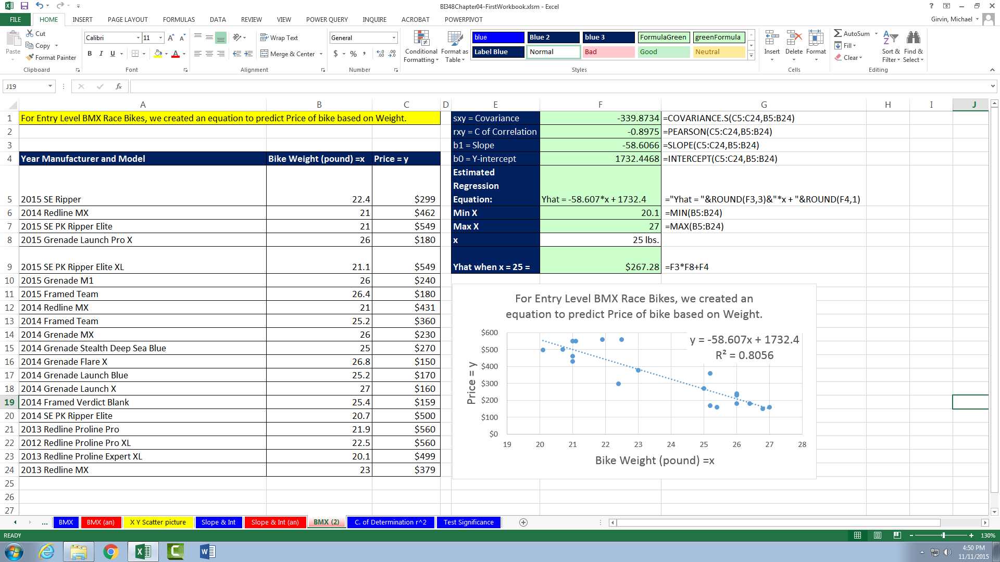 BI348Chapter04-FirstWorkbook.xlsm - Excel
FILE HOME INSERT PAGE LAYOUT FORMULAS DATA REVIEW VIEW POWER QUERY INQUIRE ACROBAT POWERPIVOT
Girvin, Michael
Paste
Cut
Copy
Format Painter
Clipboard
Calibri 11
B I U
Font
Wrap Text
Merge & Center
Alignment
General
$ % ,
Number
Conditional Formatting
Format as Table
blue Blue 2 blue 3 FormulaGreen greenFormula
Label Blue Normal Bad Good Neutral
Styles
Insert Delete Format
Cells
AutoSum
Fill
Clear
Sort & Filter
Find & Select
Editing
J19
fx
A B C D E F G H I J
1 For Entry Level BMX Race Bikes, we created an equation to predict Price of bike based on Weight. sxy = Covariance -339.8734 =COVARIANCE.S(C5:C24,B5:B24)
2 rxy = C of Correlation -0.8975 =PEARSON(C5:C24,B5:B24)
3 b1 = Slope -58.6066 =SLOPE(C5:C24,B5:B24)
4 Year Manufacturer and Model Bike Weight (pound) =x Price = y b0 = Y-intercept 1732.4468 =INTERCEPT(C5:C24,B5:B24)
Estimated
Regression
5 2015 SE Ripper 22.4 $299 Equation: Yhat = -58.607*x + 1732.4 ="Yhat = "&ROUND(F3,3)&"*x + "&ROUND(F4,1)
6 2014 Redline MX 21 $462 Min X 20.1 =MIN(B5:B24)
7 2015 SE PK Ripper Elite 21 $549 Max X 27 =MAX(B5:B24)
8 2015 Grenade Launch Pro X 26 $180 x 25 lbs.
9 2015 SE PK Ripper Elite XL 21.1 $549 Yhat when x = 25 = $267.28 =F3*F8+F4
10 2015 Grenade M1 26 $240
11 2015 Framed Team 26.4 $180
12 2014 Redline MX 21 $431
13 2014 Framed Team 25.2 $360
14 2014 Grenade MX 26 $230
15 2014 Grenade Stealth Deep Sea Blue 25 $270
16 2014 Grenade Flare X 26.8 $150
17 2014 Grenade Launch Blue 25.2 $170
18 2014 Grenade Launch X 27 $160
19 2014 Framed Verdict Blank 25.4 $159
20 2014 SE PK Ripper Elite 20.7 $500
21 2013 Redline Proline Pro 21.9 $560
22 2012 Redline Proline Pro XL 22.5 $560
23 2013 Redline Proline Expert XL 20.1 $499
24 2013 Redline MX 23 $379
25
26
27
For Entry Level BMX Race Bikes, we created an
equation to predict Price of bike based on Weight.
y = -58.607x + 1732.4
R² = 0.8056
Price = y
$600
$500
$400
$300
$200
$100
$0
19 20 21 22 23 24 25 26 27 28
Bike Weight (pound) =x
... BMX BMX (an) X Y Scatter picture Slope & Int Slope & Int (an) BMX (2) C. of Determination r^2 Test Significance
READY
130%
4:50 PM
11/11/2015